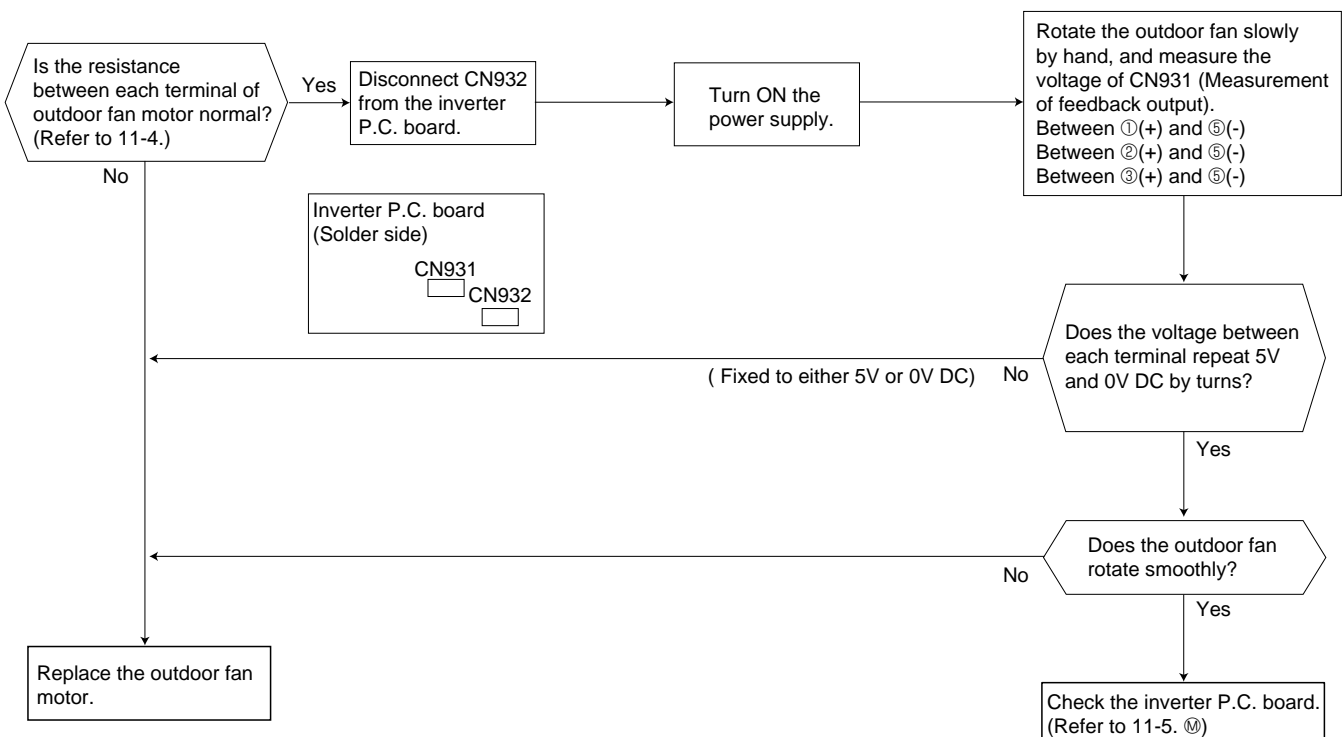 Is the resistance
between each terminal of
outdoor fan motor normal?
(Refer to 11-4.)
Yes
No
Disconnect CN932
from the inverter
P.C. board.
Turn ON the
power supply.
Rotate the outdoor fan slowly
by hand, and measure the
voltage of CN931 (Measurement
of feedback output).
Between ①(+) and ⑤(-)
Between ②(+) and ⑤(-)
Between ③(+) and ⑤(-)
Inverter P.C. board
(Solder side)
CN931
CN932
Does the voltage between
each terminal repeat 5V
and 0V DC by turns?
( Fixed to either 5V or 0V DC)
No
Yes
Does the outdoor fan
rotate smoothly?
No
Yes
Replace the outdoor fan
motor.
Check the inverter P.C. board.
(Refer to 11-5. Ⓜ)